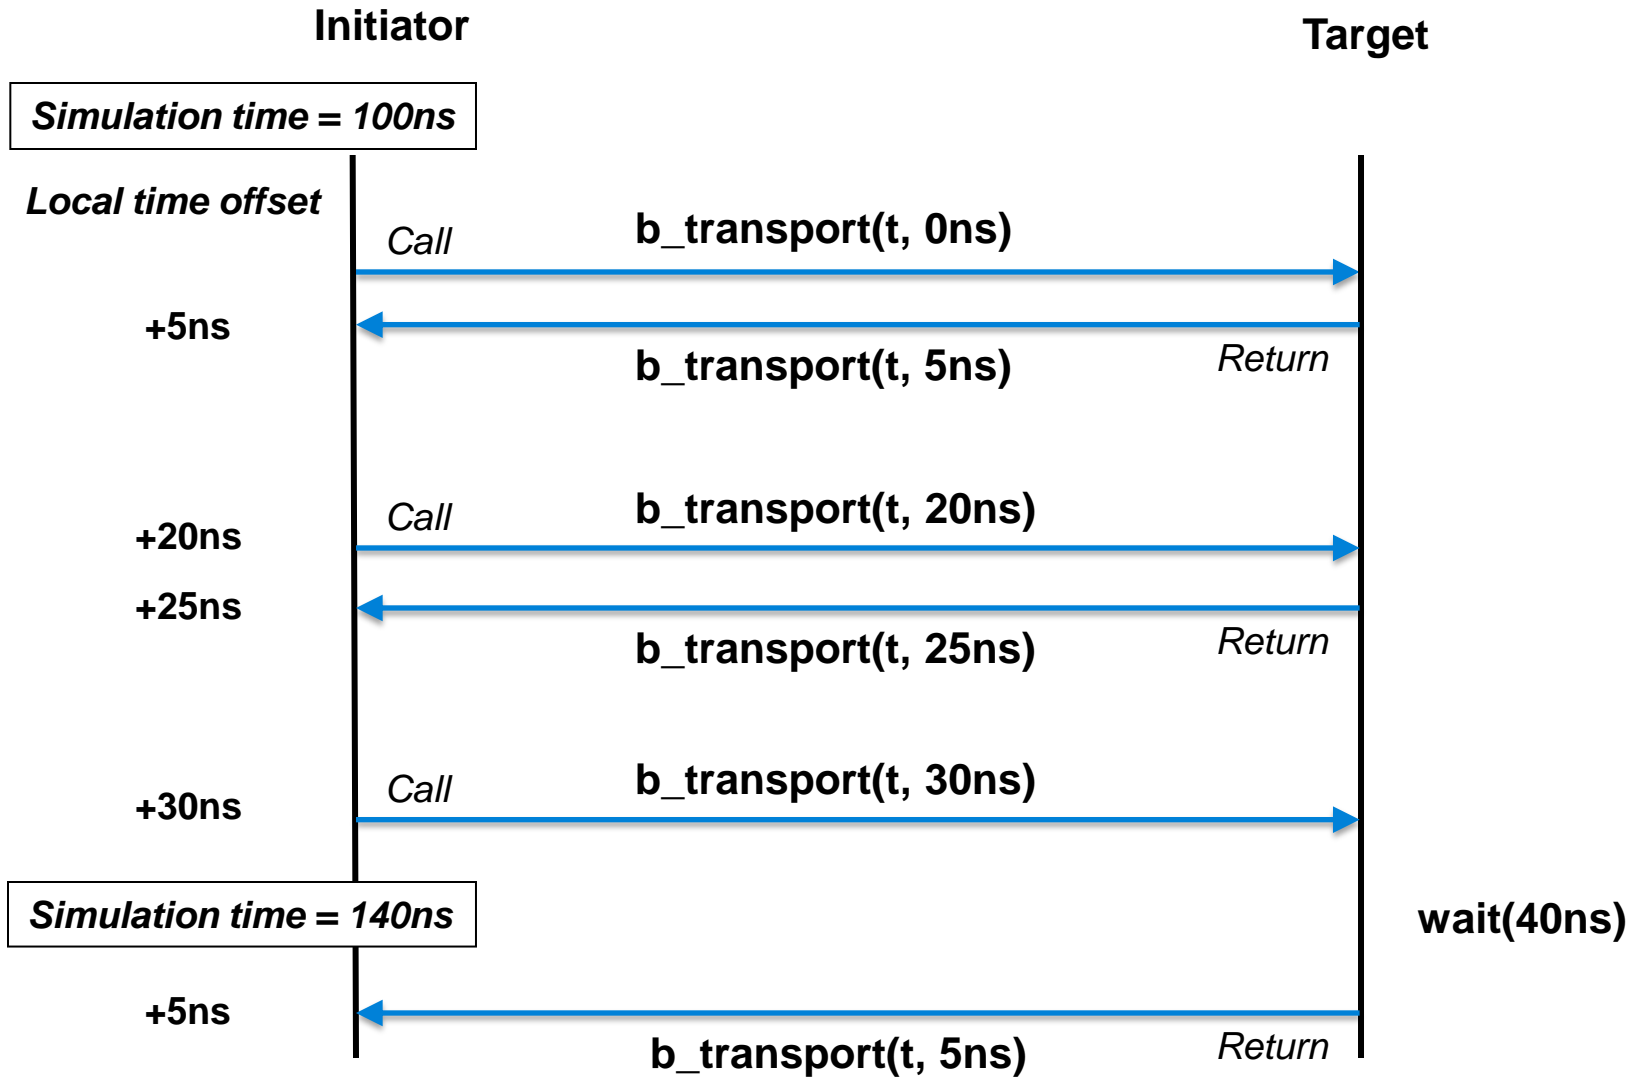 Initiator
Target
Simulation time = 100ns
Local time offset
Call
b_transport(t, 0ns)
+5ns
b_transport(t, 5ns)
Return
Call
b_transport(t, 20ns)
+20ns
+25ns
b_transport(t, 25ns)
Return
Call
b_transport(t, 30ns)
+30ns
Simulation time = 140ns
wait(40ns)
+5ns
b_transport(t, 5ns)
Return